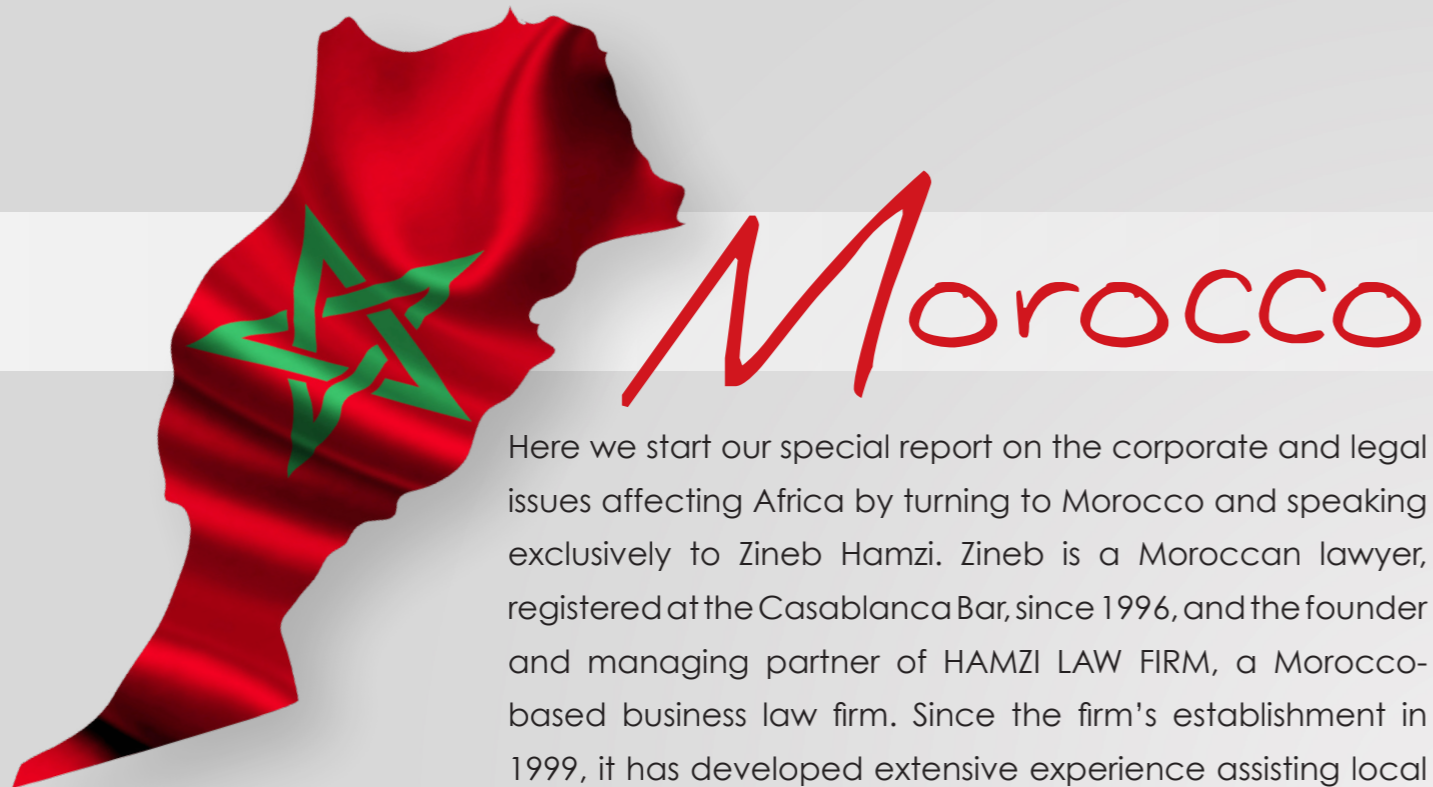 Morocco
Here we start our special report on the corporate and legal
issues affecting Africa by turning to Morocco and speaking
exclusively to Zineb Hamzi. Zineb is a Moroccan lawyer,
registered at the Casablanca Bar, since 1996, and the founder
and managing partner of HAMZI LAW FIRM, a Morocco-
based business law firm. Since the firm’s establishment in
1999, it has developed extensive experience assisting local